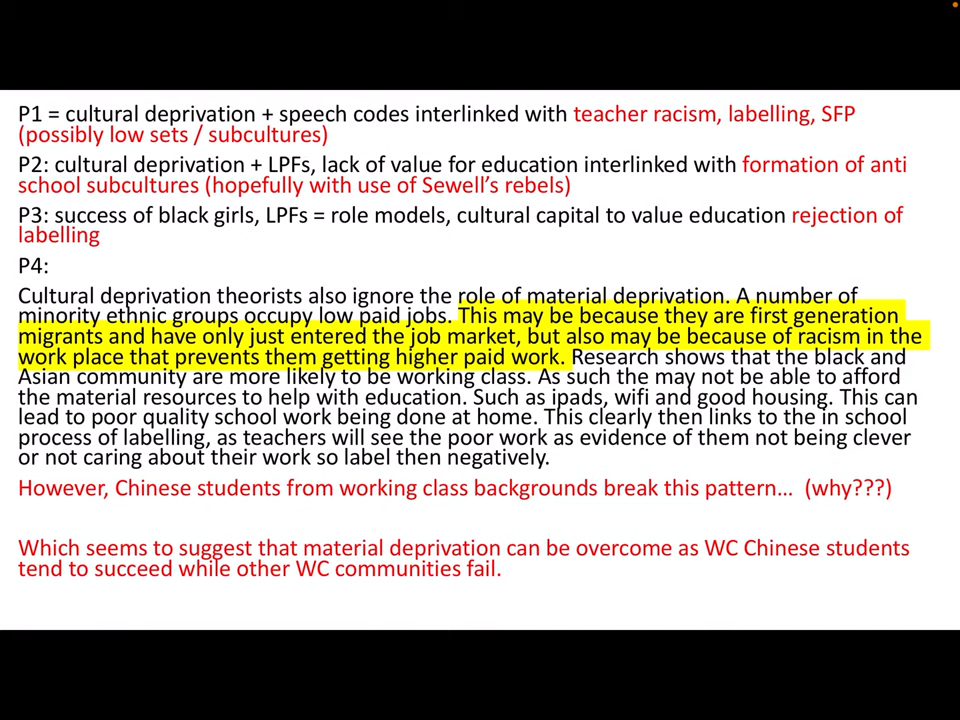 P1 = cultural deprivation + speech codes interlinked with teacher racism, labelling, SFP
(possibly low sets / subcultures)
P2: cultural deprivation + LPFs, lack of value for education interlinked with formation of anti
school subcultures (hopefully with use of Sewell's rebels)
P3: success of black girls, LPFs = role models, cultural capital to value education rejection of
labelling
P4:
Cultural deprivation theorists also ignore the role of material deprivation. A number of
minority ethnic groups occupy low paid jobs. This may be because they are first generation
migrants and have only just entered the job market, but also may be because of racism in the
work place that prevents them getting higher paid work. Research shows that the black and
Asian community are more likely to be working class. As such the may not be able to afford
the material resources to help with education. Such as ipads, wifi and good housing. This can
lead to poor quality school work being done at home. This clearly then links to the in school
process of labelling, as teachers will see the poor work as evidence of them not being clever
or not caring about their work so label then negatively.
However, Chinese students from working class backgrounds break this pattern… (why???)
Which seems to suggest that material deprivation can be overcome as WC Chinese students
tend to succeed while other WC communities fail.